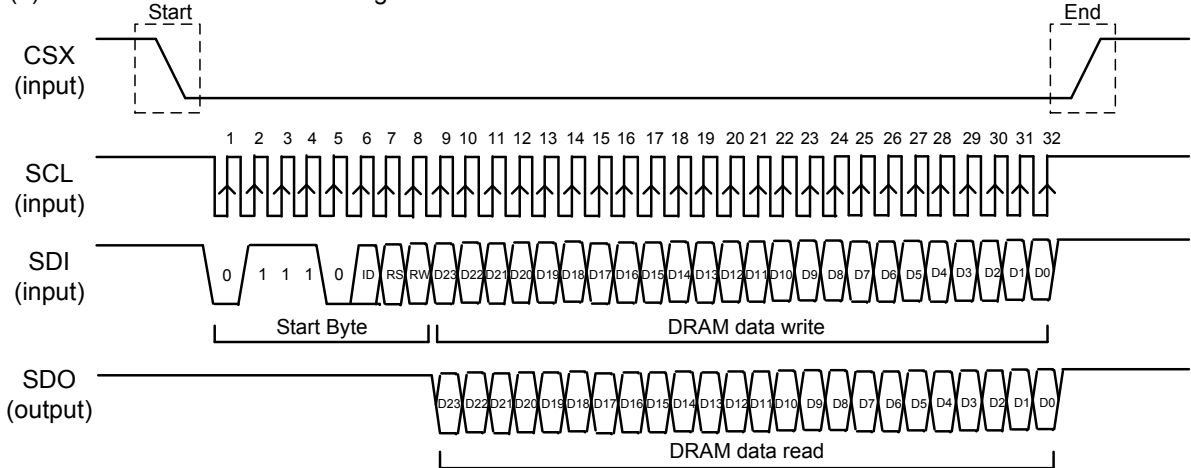 Start End
CSX
(input)
1 2 3 4 5 6 7 8 9 10 11 12 13 14 15 16 17 18 19 20 21 22 23 24 25 26 27 28 29 30 31 32
SCL
(input)
SDI
(input)
0 1 1 1 0 ID RS RW D23 D22 D21 D20 D19 D18 D17 D16 D15 D14 D13 D12 D11 D10 D9 D8 D7 D6 D5 D4 D3 D2 D1 D0
Start Byte DRAM data write
SDO
(output)
D23 D22 D21 D20 D19 D18 D17 D16 D15 D14 D13 D12 D11 D10 D9 D8 D7 D6 D5 D4 D3 D2 D1 D0
DRAM data read